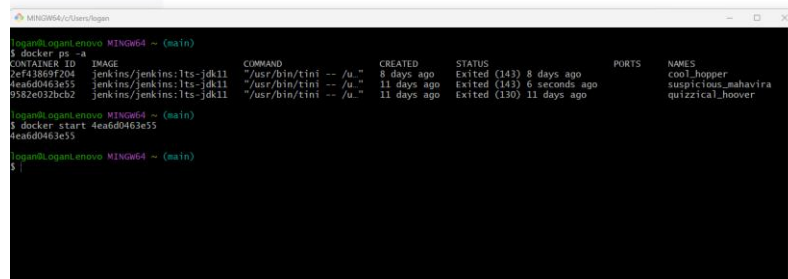 MINGW64:/c/Users/logan
logan@LoganLenovo MINGW64 ~ (main)
$ docker ps -a
CONTAINER ID IMAGE COMMAND CREATED STATUS PORTS NAMES
2ef43869f204 jenkins/jenkins:lts-jdk11 "/usr/bin/tini -- /u…" 8 days ago Exited (143) 8 days ago cool_hopper
4ea6d0463e55 jenkins/jenkins:lts-jdk11 "/usr/bin/tini -- /u…" 11 days ago Exited (143) 6 seconds ago suspicious_mahavira
9582e032bcb2 jenkins/jenkins:lts-jdk11 "/usr/bin/tini -- /u…" 11 days ago Exited (130) 11 days ago quizzical_hoover
logan@LoganLenovo MINGW64 ~ (main)
$ docker start 4ea6d0463e55
4ea6d0463e55
logan@LoganLenovo MINGW64 ~ (main)
$